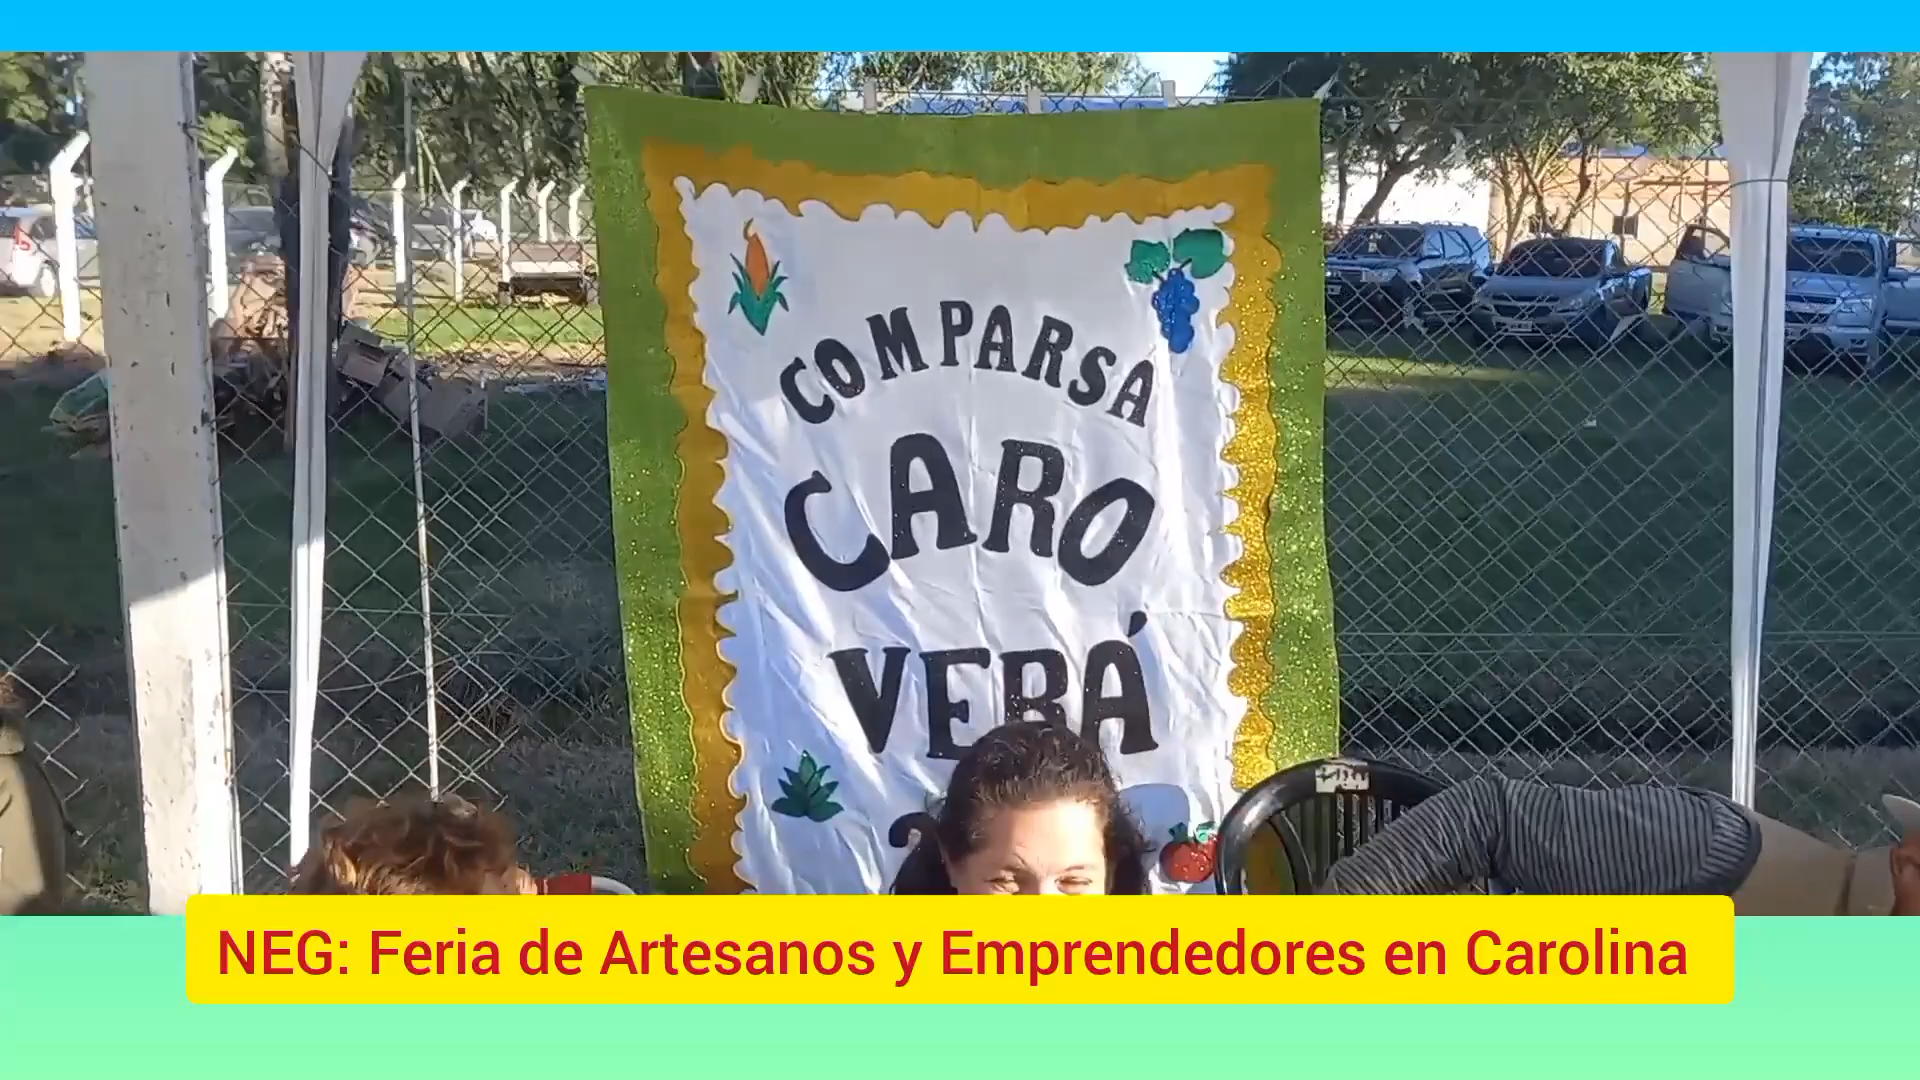 COMPARSA
CARO
VERÁ
NEG: Feria de Artesanos y Emprendedores en Carolina